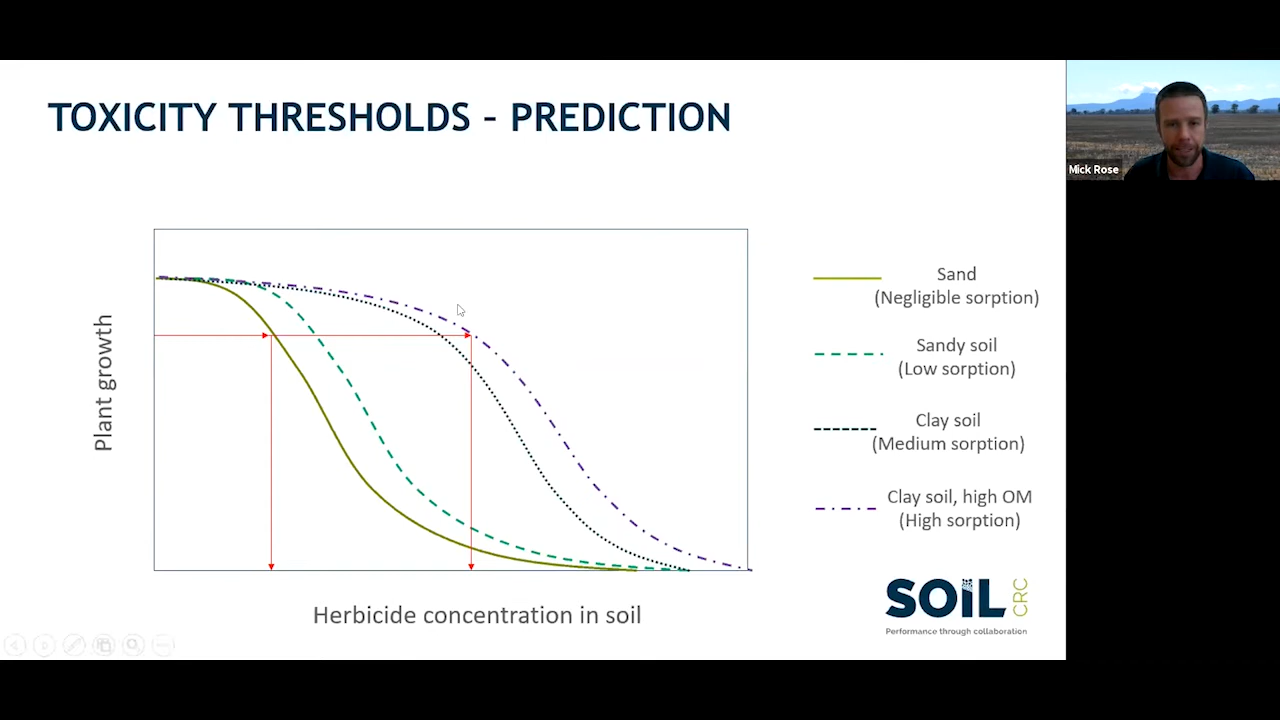 TOXICITY THRESHOLDS - PREDICTION
Mick Rose
Plant growth
Herbicide concentration in soil
Sand
(Negligible sorption)
Sandy soil
(Low sorption)
Clay soil
(Medium sorption)
Clay soil, high OM
(High sorption)
SOIL CRC
Performance through collaboration